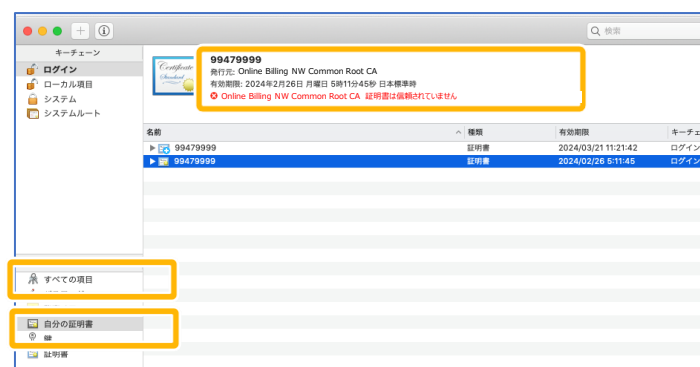 検索
キーチェーン
ログイン
ローカル項目
システム
システムルート
Certificate
Standard
99479999
発行元: Online Billing NW Common Root CA
有効期限: 2024年2月26日 月曜日 5時11分45秒 日本標準時
Online Billing NW Common Root CA 証明書は信頼されていません
名前 種類 有効期限 キーチェ
99479999 証明書 2024/03/21 11:21:42 ログイン
99479999 証明書 2024/02/26 5:11:45 ログイン
すべての項目
自分の証明書
鍵
証明書